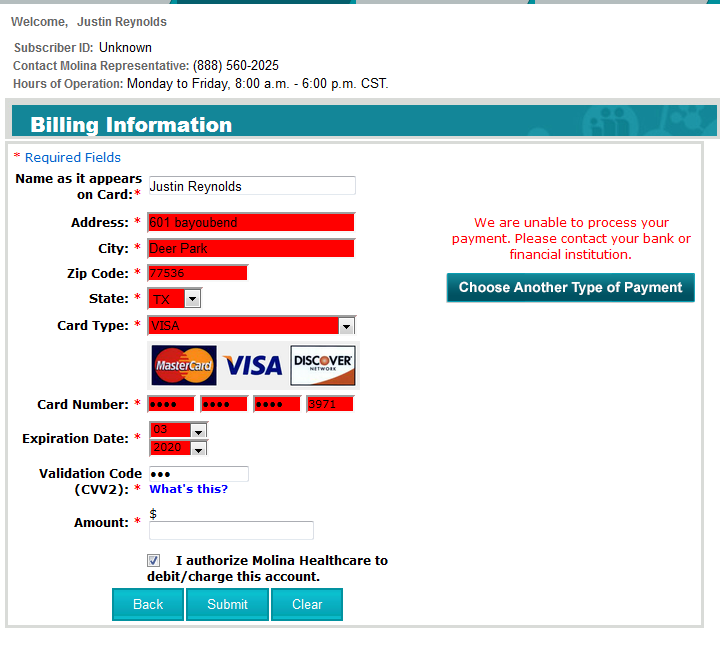 Welcome, Justin Reynolds
Subscriber ID: Unknown
Contact Molina Representative: (888) 560-2025
Hours of Operation: Monday to Friday, 8:00 a.m. - 6:00 p.m. CST.
Billing Information
* Required Fields
Name as it appears
on Card:* Justin Reynolds
Address: * 601 bayoubend
City: * Deer Park
Zip Code: * 77536
State: * TX
Card Type: * VISA
MasterCard VISA DISCOVER
NETWORK
Card Number: * •••• •••• •••• 3971
Expiration Date: * 03
2020
Validation Code
(CVV2): * •••
What's this?
Amount: * $
I authorize Molina Healthcare to
debit/charge this account.
Back Submit Clear
We are unable to process your
payment. Please contact your bank or
financial institution.
Choose Another Type of Payment